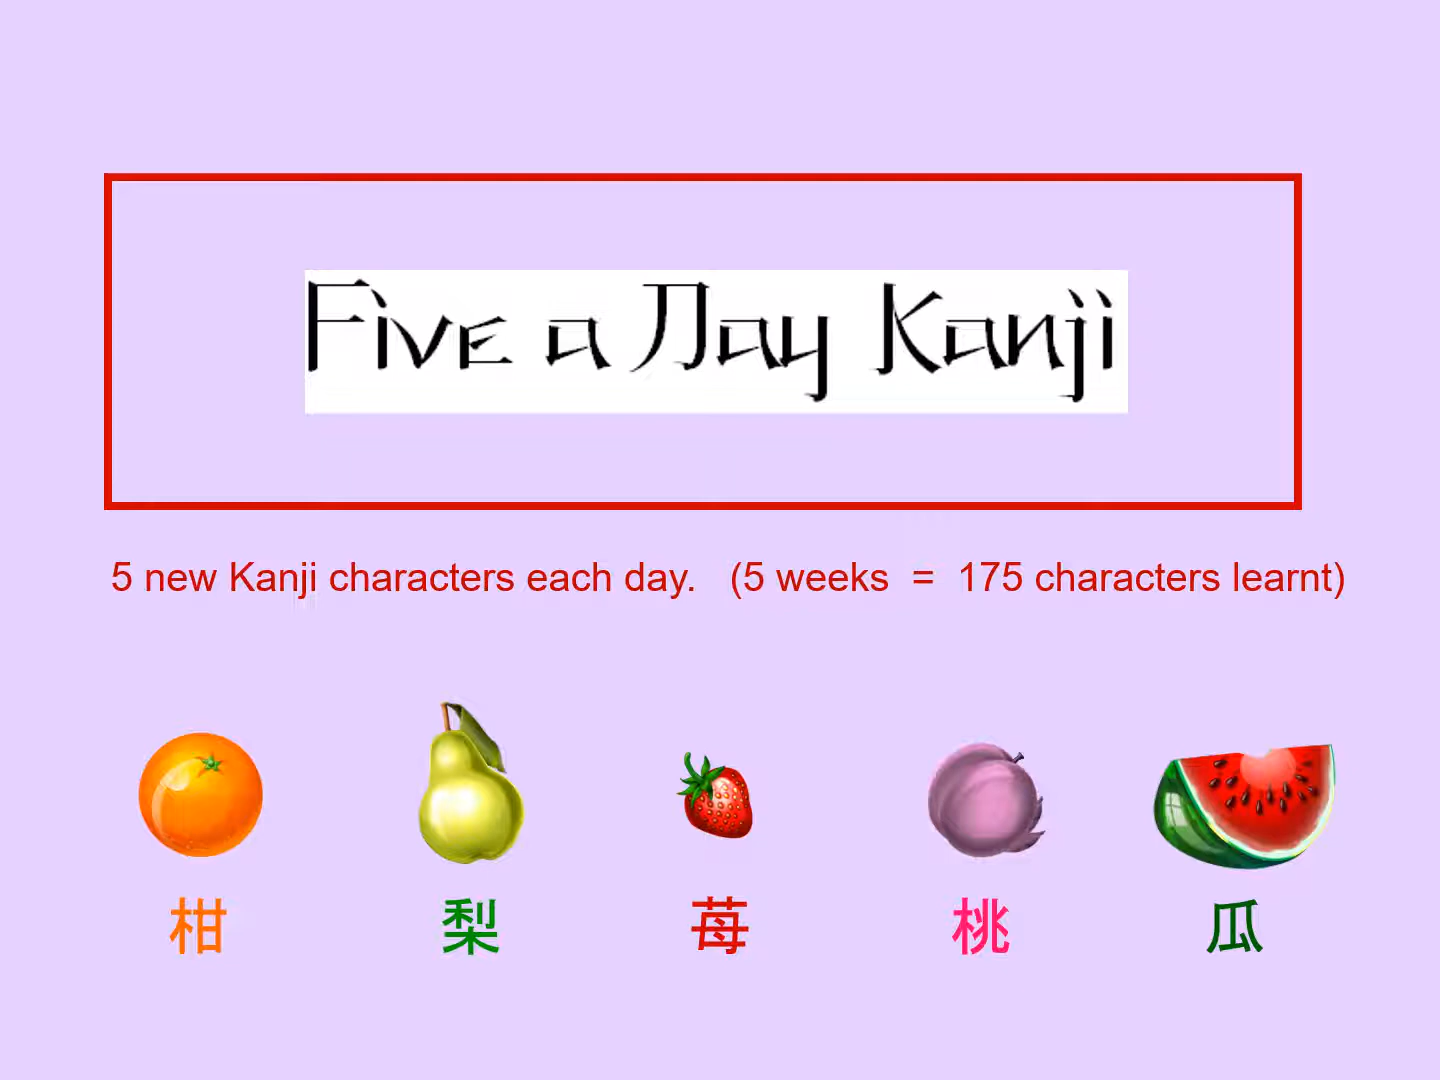 Five a Day Kanji
5 new Kanji characters each day. (5 weeks = 175 characters learnt)
柑 梨 苺 桃 瓜